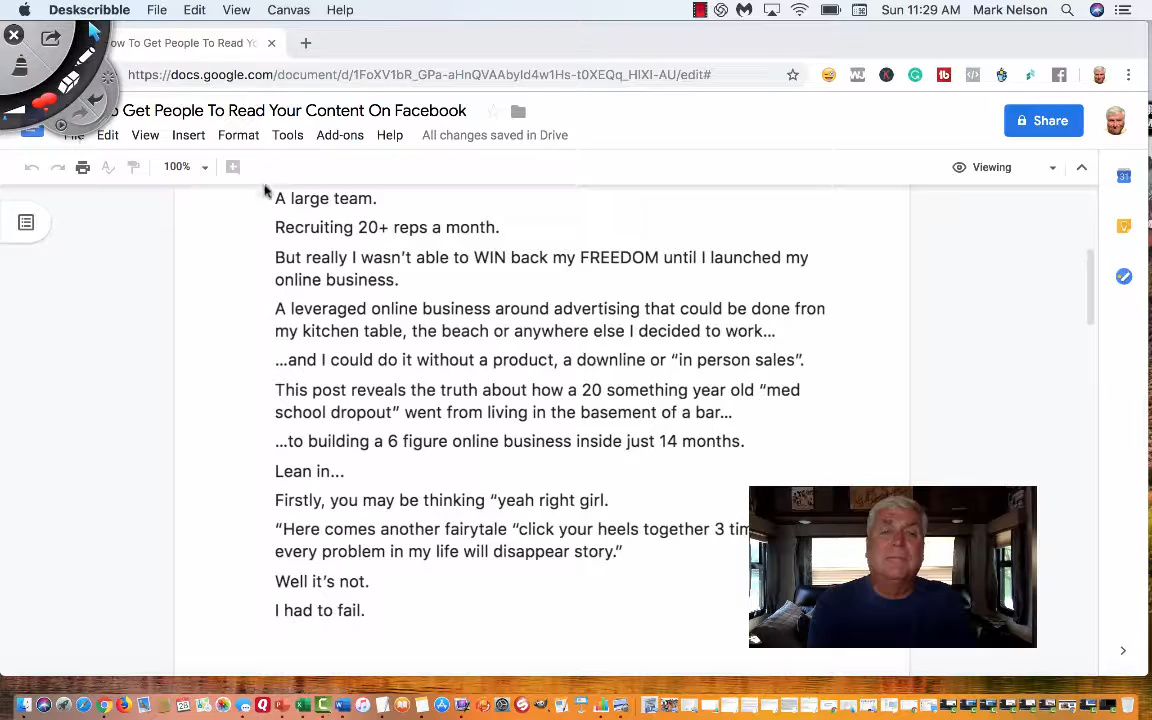 Deskscribble File Edit View Canvas Help Sun 11:29 AM Mark Nelson
ow To Get People To Read Yo
https://docs.google.com/document/d/1FoXV1bR_GPa-aHnQVAAbyId4w1Hs-t0XEQq_HlXI-AU/edit#
Get People To Read Your Content On Facebook
Share
Edit View Insert Format Tools Add-ons Help All changes saved in Drive
100% Viewing
A large team.
Recruiting 20+ reps a month.
But really I wasn't able to WIN back my FREEDOM until I launched my
online business.
A leveraged online business around advertising that could be done fron
my kitchen table, the beach or anywhere else I decided to work...
...and I could do it without a product, a downline or “in person sales”.
This post reveals the truth about how a 20 something year old “med
school dropout” went from living in the basement of a bar...
...to building a 6 figure online business inside just 14 months.
Lean in...
Firstly, you may be thinking “yeah right girl.
“Here comes another fairytale “click your heels together 3 tim
every problem in my life will disappear story.”
Well it's not.
I had to fail.